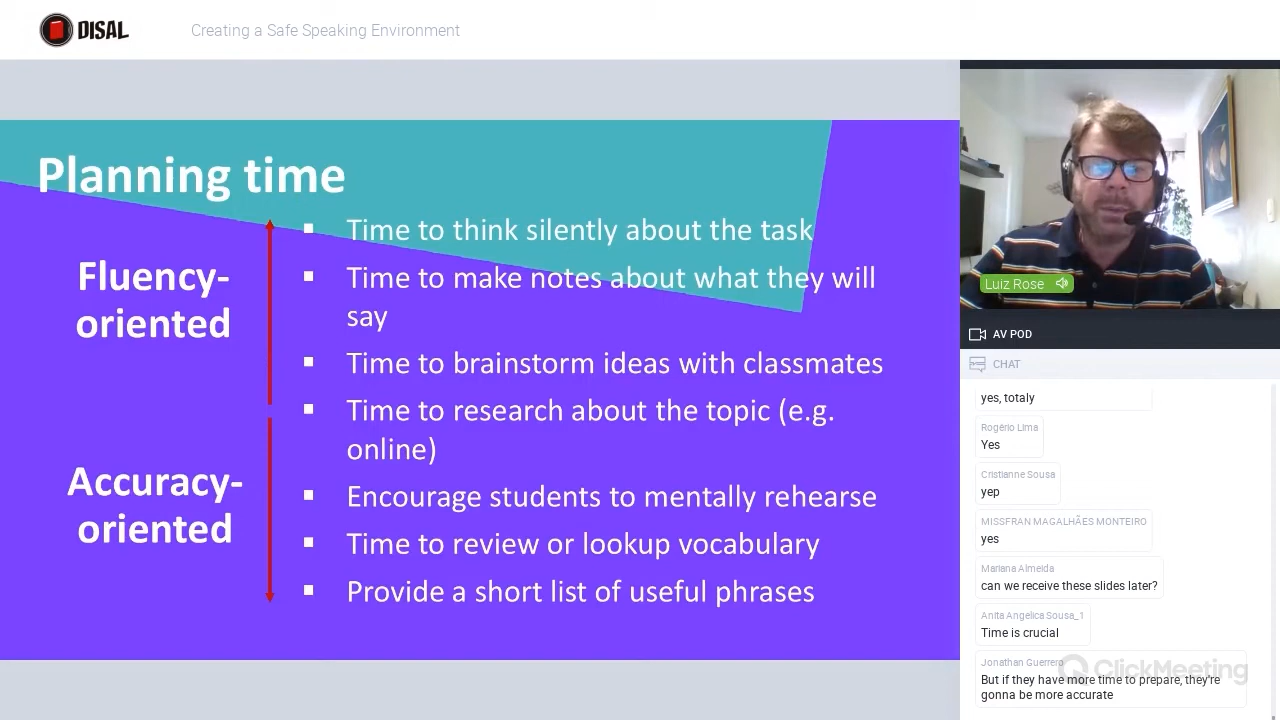 DISAL
Creating a Safe Speaking Environment
Planning time
Fluency-
oriented
Accuracy-
oriented
Time to think silently about the task
Time to make notes about what they will
say
Time to brainstorm ideas with classmates
Time to research about the topic (e.g.
online)
Encourage students to mentally rehearse
Time to review or lookup vocabulary
Provide a short list of useful phrases
Luiz Rose
AV POD
CHAT
yes, totaly
Rogério Lima
Yes
Cristianne Sousa
yep
MISSFRAN MAGALHÃES MONTEIRO
yes
Mariana Almeida
can we receive these slides later?
Anita Angelica Sousa_1
Time is crucial
Jonathan Guerrero
But if they have more time to prepare, they're
gonna be more accurate
ClickMeeting